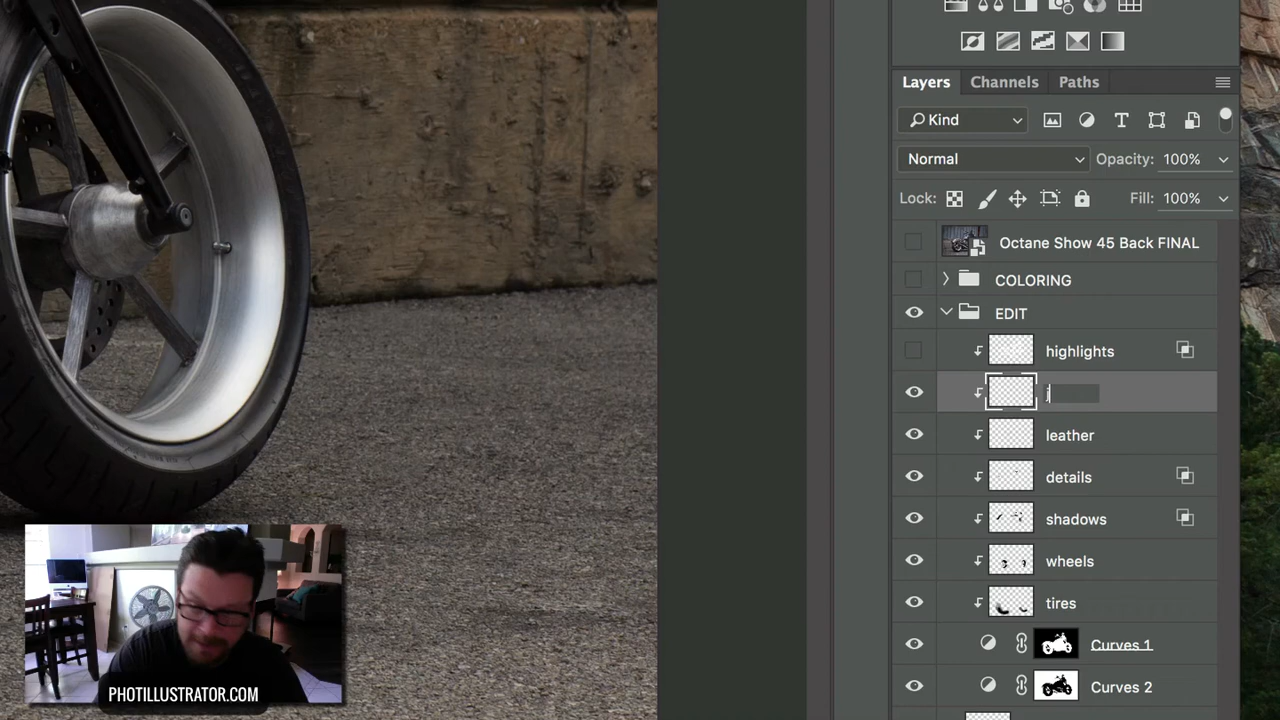 Layers Channels Paths
Kind
Normal Opacity: 100%
Lock: Fill: 100%
Octane Show 45 Back FINAL
COLORING
EDIT
highlights
j
leather
details
shadows
wheels
tires
Curves 1
Curves 2
PHOTILLUSTRATOR.COM